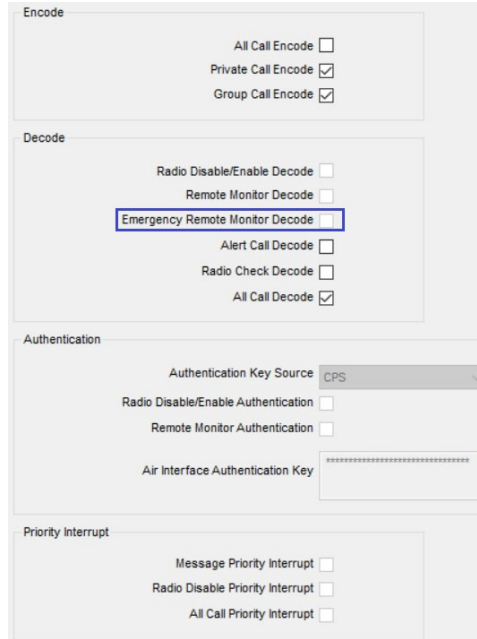 Encode
All Call Encode
Private Call Encode
Group Call Encode
Decode
Radio Disable/Enable Decode
Remote Monitor Decode
Emergency Remote Monitor Decode
Alert Call Decode
Radio Check Decode
All Call Decode
Authentication
Authentication Key Source CPS
Radio Disable/Enable Authentication
Remote Monitor Authentication
Air Interface Authentication Key ********************************
Priority Interrupt
Message Priority Interrupt
Radio Disable Priority Interrupt
All Call Priority Interrupt